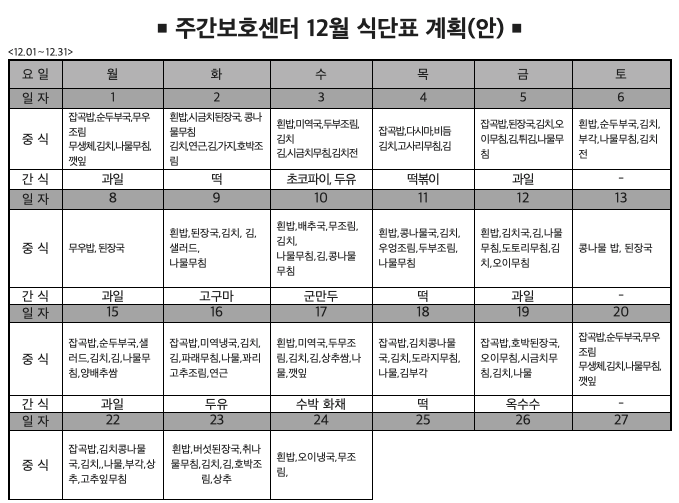 ▪ 주간보호센터 12월 식단표 계획(안) ▪
<12.01~12.31>
요 일 월 화 수 목 금 토
일 자 1 2 3 4 5 6
중 식
잡곡밥,순두부국,무우
조림
무생체,김치,나물무침,
깻잎
흰밥,시금치된장국, 콩나
물무침
김치,연근,김,가지,호박조
림
흰밥,미역국,두부조림,
김치
김,시금치무침,김치전
잡곡밥,다시마,비듬
김치,고사리무침,김
잡곡밥,된장국,김치,오
이무침,김,튀김,나물무
침
흰밥,순두부국,김치,
부각,나물무침,김치
전
간 식 과일 떡 초코파이, 두유 떡볶이 과일 -
일 자 8 9 10 11 12 13
중 식
무우밥, 된장국
흰밥,된장국,김치, 김,
샐러드,
나물무침
흰밥,배추국,무조림,
김치,
나물무침,김,콩나물
무침
흰밥,콩나물국,김치,
우엉조림,두부조림,
나물무침
흰밥,김치국,김,나물
무침,도토리무침,김
치,오이무침
콩나물 밥, 된장국
간 식 과일 고구마 군만두 떡 과일 -
일 자 15 16 17 18 19 20
중 식
잡곡밥,순두부국,샐
러드,김치,김,나물무
침,양배추쌈
잡곡밥,미역냉국,김치,
김,파래무침,나물,꽈리
고추조림,연근
흰밥,미역국,두무조
림,김치,김,상추쌈,나
물,깻잎
잡곡밥,김치콩나물
국,김치,도라지무침,
나물,김부각
잡곡밥,호박된장국,
오이무침,시금치무
침,김치,나물
잡곡밥,순두부국,무우
조림
무생체,김치,나물무침,
깻잎
간 식 과일 두유 수박 화채 떡 옥수수 -
일 자 22 23 24 25 26 27
중 식
잡곡밥,김치콩나물
국,김치,,나물,부각,상
추,고추잎무침
흰밥,버섯된장국,취나
물무침,김치,김,호박조
림,상추
흰밥,오이냉국,무조
림,